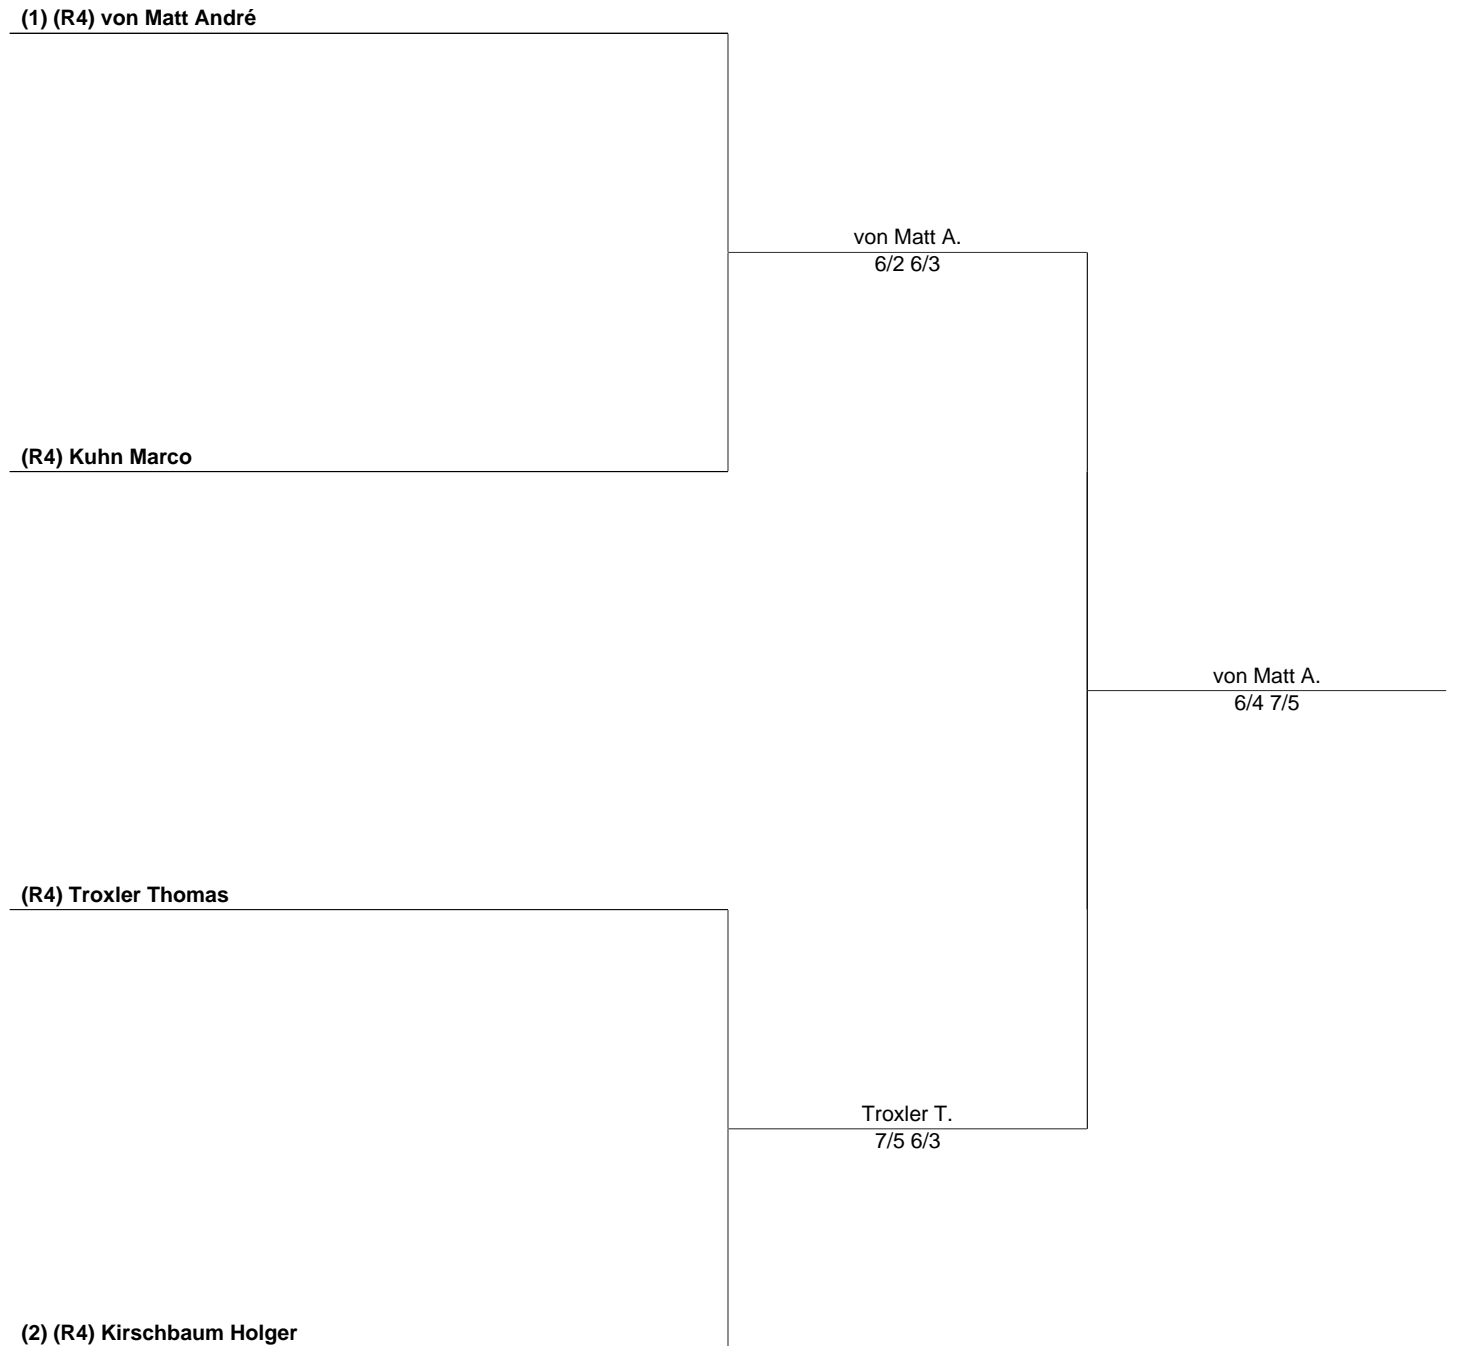 (1) (R4) von Matt André
von Matt A.
6/2 6/3
(R4) Kuhn Marco
von Matt A.
6/4 7/5
(R4) Troxler Thomas
Troxler T.
7/5 6/3
(2) (R4) Kirschbaum Holger